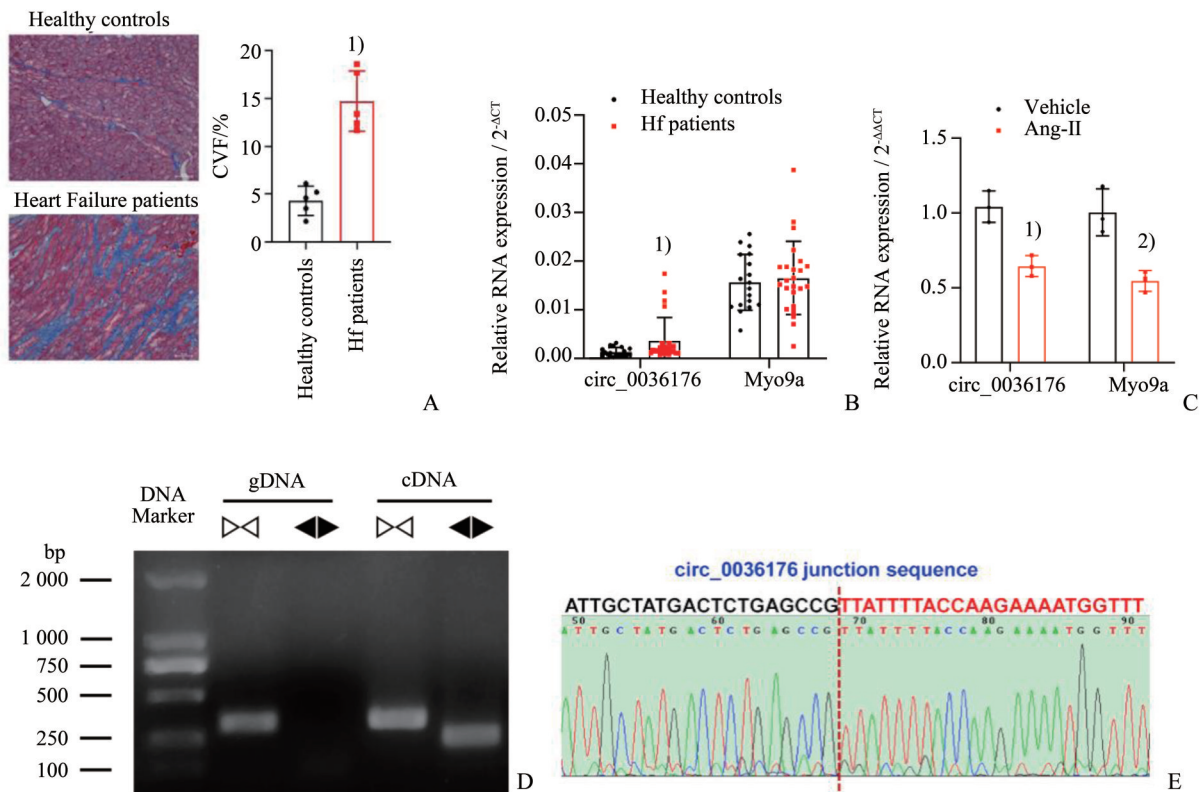 Healthy controls
Heart Failure patients
CVF/%
20
15
10
5
0
1)
Healthy controls
Hf patients
A
Healthy controls
Hf patients
Relative RNA expression / 2^-ΔCT
0.05
0.04
0.03
0.02
0.01
0.00
1)
circ_0036176
Myo9a
B
Vehicle
Ang-II
Relative RNA expression / 2^-ΔΔCT
1.5
1.0
0.5
0.0
1)
2)
circ_0036176
Myo9a
C
DNA
Marker
gDNA
cDNA
bp
2 000
1 000
750
500
250
100
D
circ_0036176 junction sequence
ATTGCTATGACTCTGAGCCGTTATTTTACCAAGAAAATGGTTT
50 60 70 80 90
ATTGCTATGACTCTGAGCCGTTATTTTACCAAGAAAATGGTTT
E